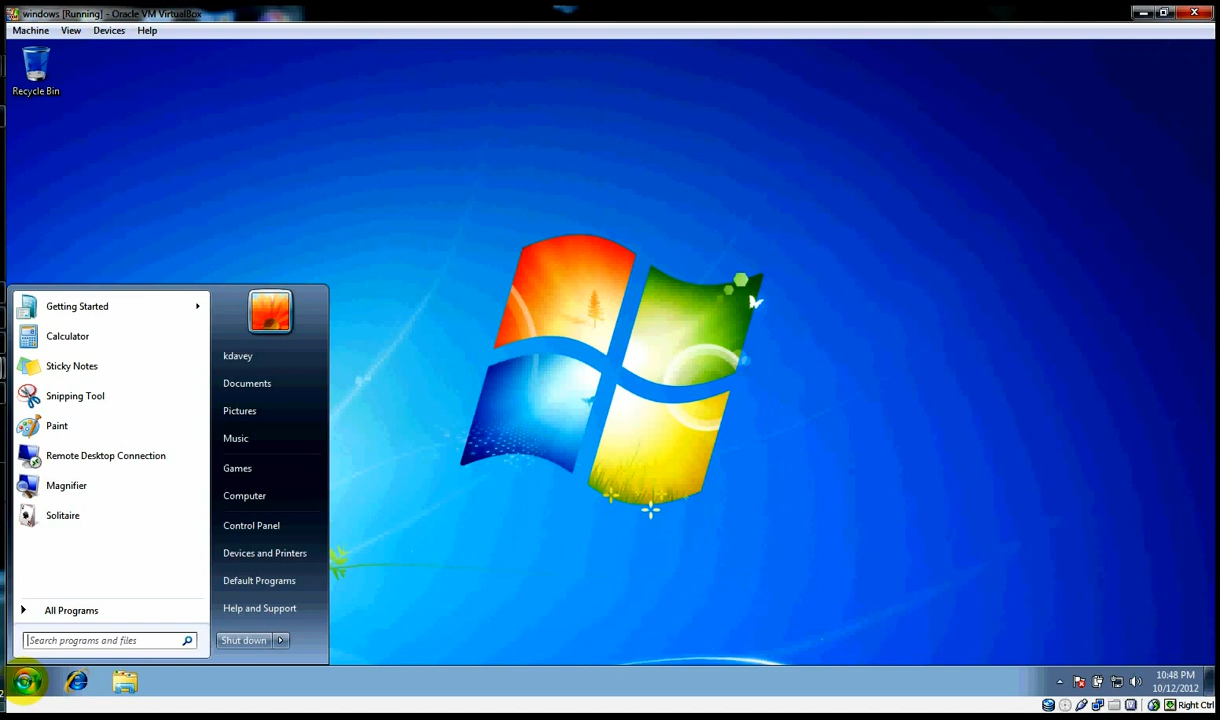 windows [Running] - Oracle VM VirtualBox
Machine View Devices Help
Recycle Bin
Getting Started
Calculator
Sticky Notes
Snipping Tool
Paint
Remote Desktop Connection
Magnifier
Solitaire
All Programs
Search programs and files
kdavey
Documents
Pictures
Music
Games
Computer
Control Panel
Devices and Printers
Default Programs
Help and Support
Shut down
10:48 PM
10/12/2012
Right Ctrl